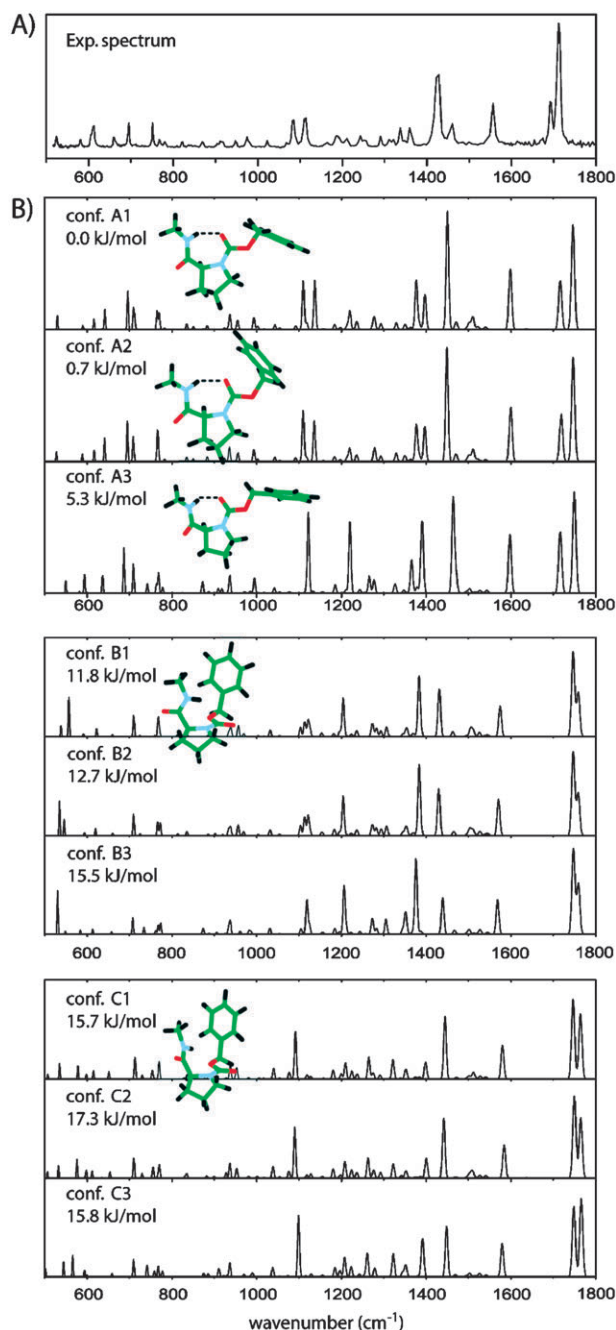 A)
Exp. spectrum
600 800 1000 1200 1400 1600 1800
B)
conf. A1
0.0 kJ/mol
conf. A2
0.7 kJ/mol
conf. A3
5.3 kJ/mol
600 800 1000 1200 1400 1600 1800
conf. B1
11.8 kJ/mol
conf. B2
12.7 kJ/mol
conf. B3
15.5 kJ/mol
600 800 1000 1200 1400 1600 1800
conf. C1
15.7 kJ/mol
conf. C2
17.3 kJ/mol
conf. C3
15.8 kJ/mol
600 800 1000 1200 1400 1600 1800
wavenumber (cm⁻¹)